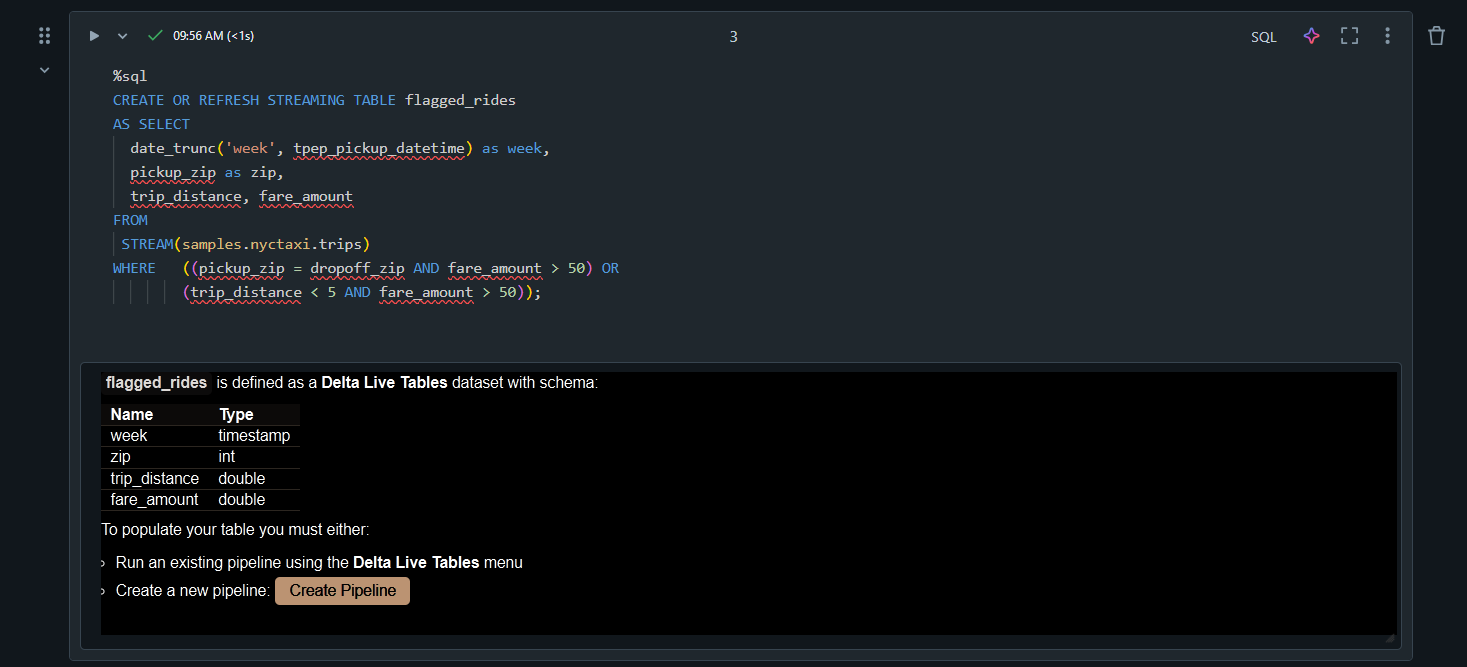 09:56 AM (<1s)
3
SQL
%sql
CREATE OR REFRESH STREAMING TABLE flagged_rides
AS SELECT
date_trunc('week', tpep_pickup_datetime) as week,
pickup_zip as zip,
trip_distance, fare_amount
FROM
STREAM(samples.nyctaxi.trips)
WHERE ((pickup_zip = dropoff_zip AND fare_amount > 50) OR
(trip_distance < 5 AND fare_amount > 50));
flagged_rides is defined as a Delta Live Tables dataset with schema:
Name Type
week timestamp
zip int
trip_distance double
fare_amount double
To populate your table you must either:
Run an existing pipeline using the Delta Live Tables menu
Create a new pipeline: Create Pipeline